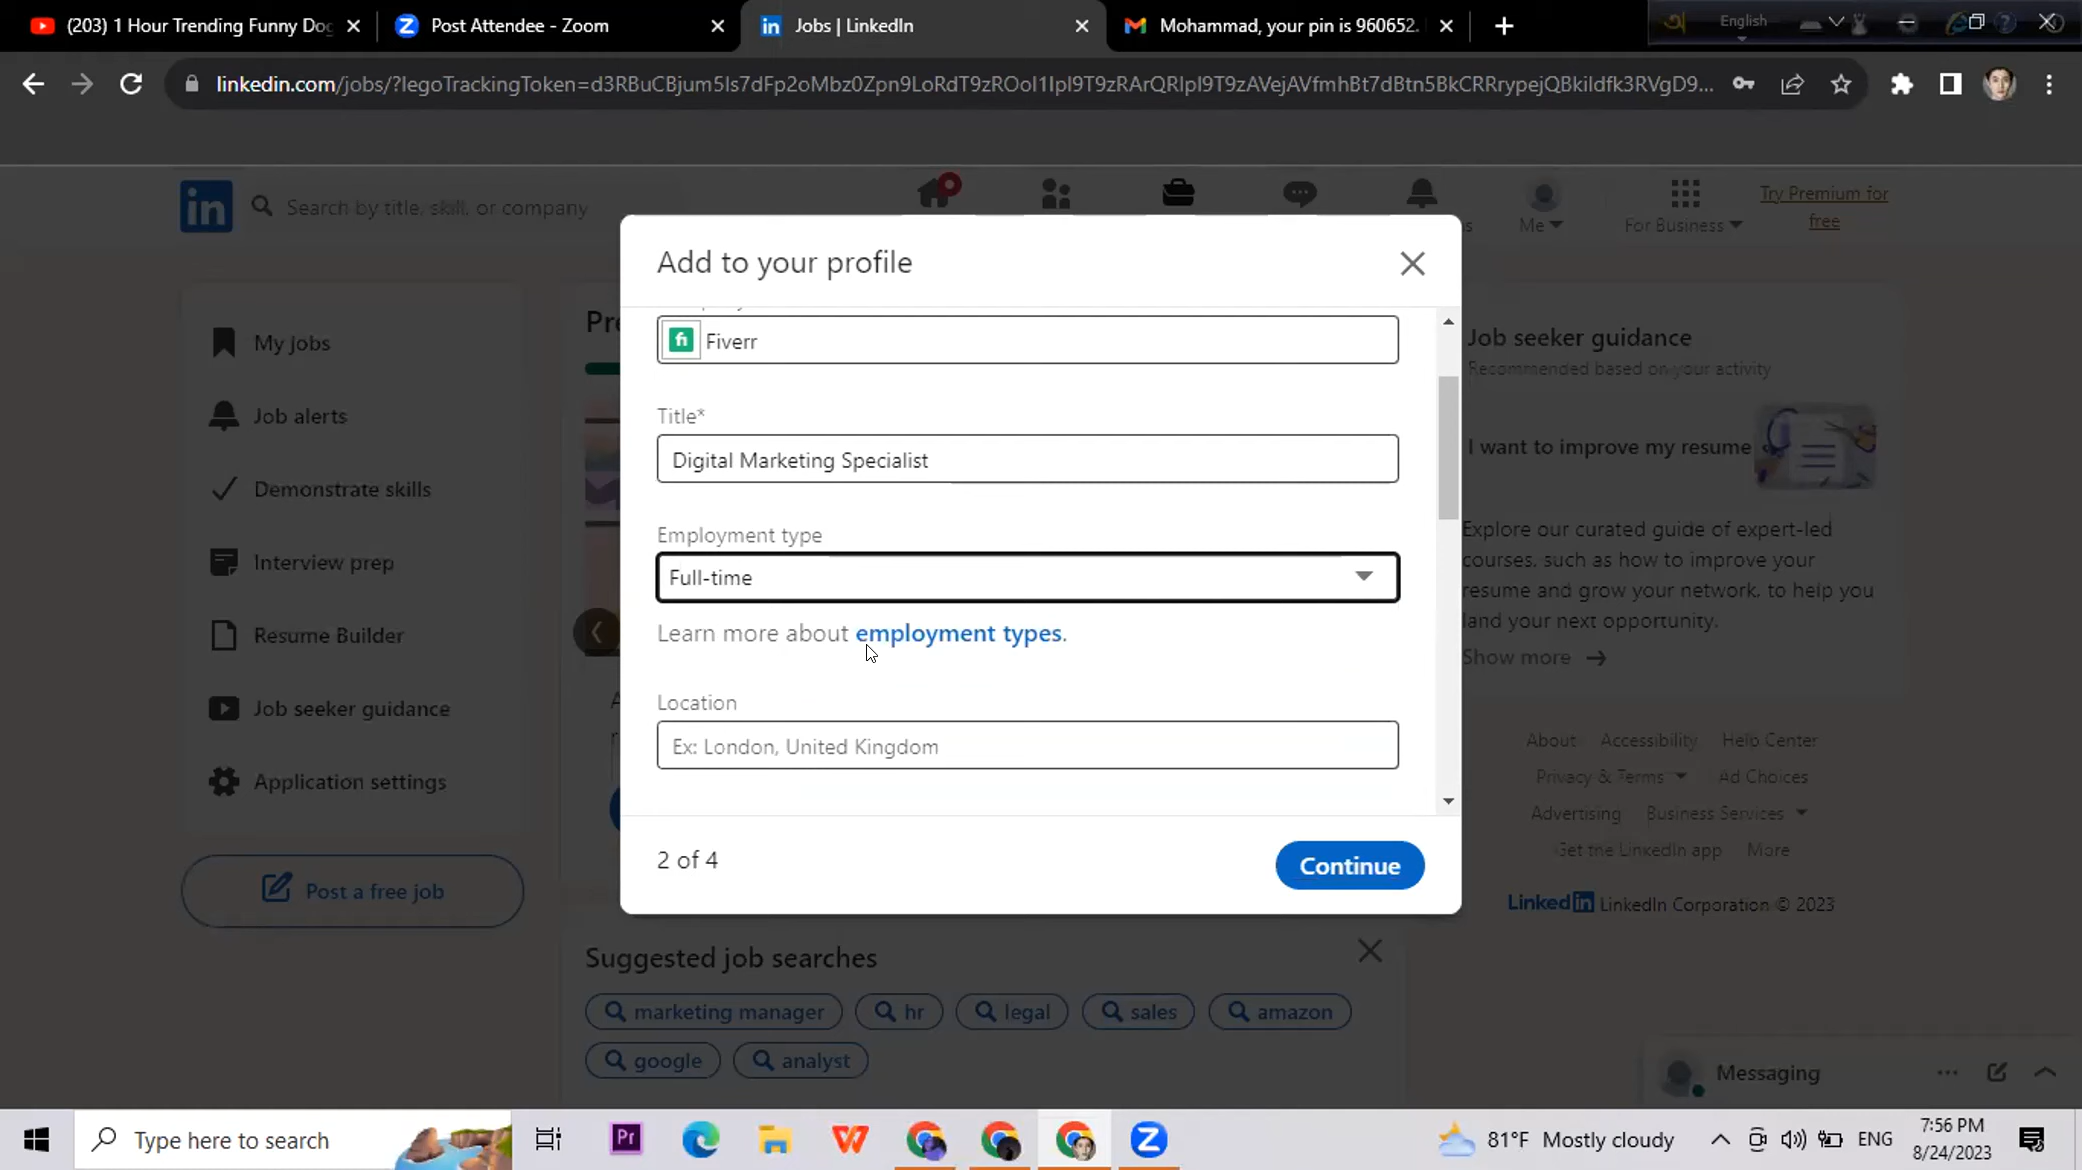 (203) 1 Hour Trending Funny Dog
Post Attendee - Zoom
Jobs | LinkedIn
Mohammad, your pin is 960652.
English
linkedin.com/jobs/?legoTrackingToken=
in
Search by title, skill, or company
Me
For Business
Try Premium for
free
Add to your profile
My jobs
Job alerts
Demonstrate skills
Interview prep
Resume Builder
Job seeker guidance
Application settings
Post a free job
fi Fiverr
Title*
Digital Marketing Specialist
Employment type
Full-time
Learn more about employment types.
Location
Ex: London, United Kingdom
2 of 4
Continue
Job seeker guidance
Recommended based on your activity
I want to improve my resume
Explore our curated guide of expert-led
courses, such as how to improve your
resume and grow your network, to help you
land your next opportunity.
Show more
About Accessibility Help Center
Privacy & Terms Ad Choices
Advertising Business Services
Get the LinkedIn app More
LinkedIn LinkedIn Corporation © 2023
Suggested job searches
marketing manager hr legal sales amazon
google analyst
Messaging
Type here to search
Pr
81°F Mostly cloudy
ENG
7:56 PM
8/24/2023